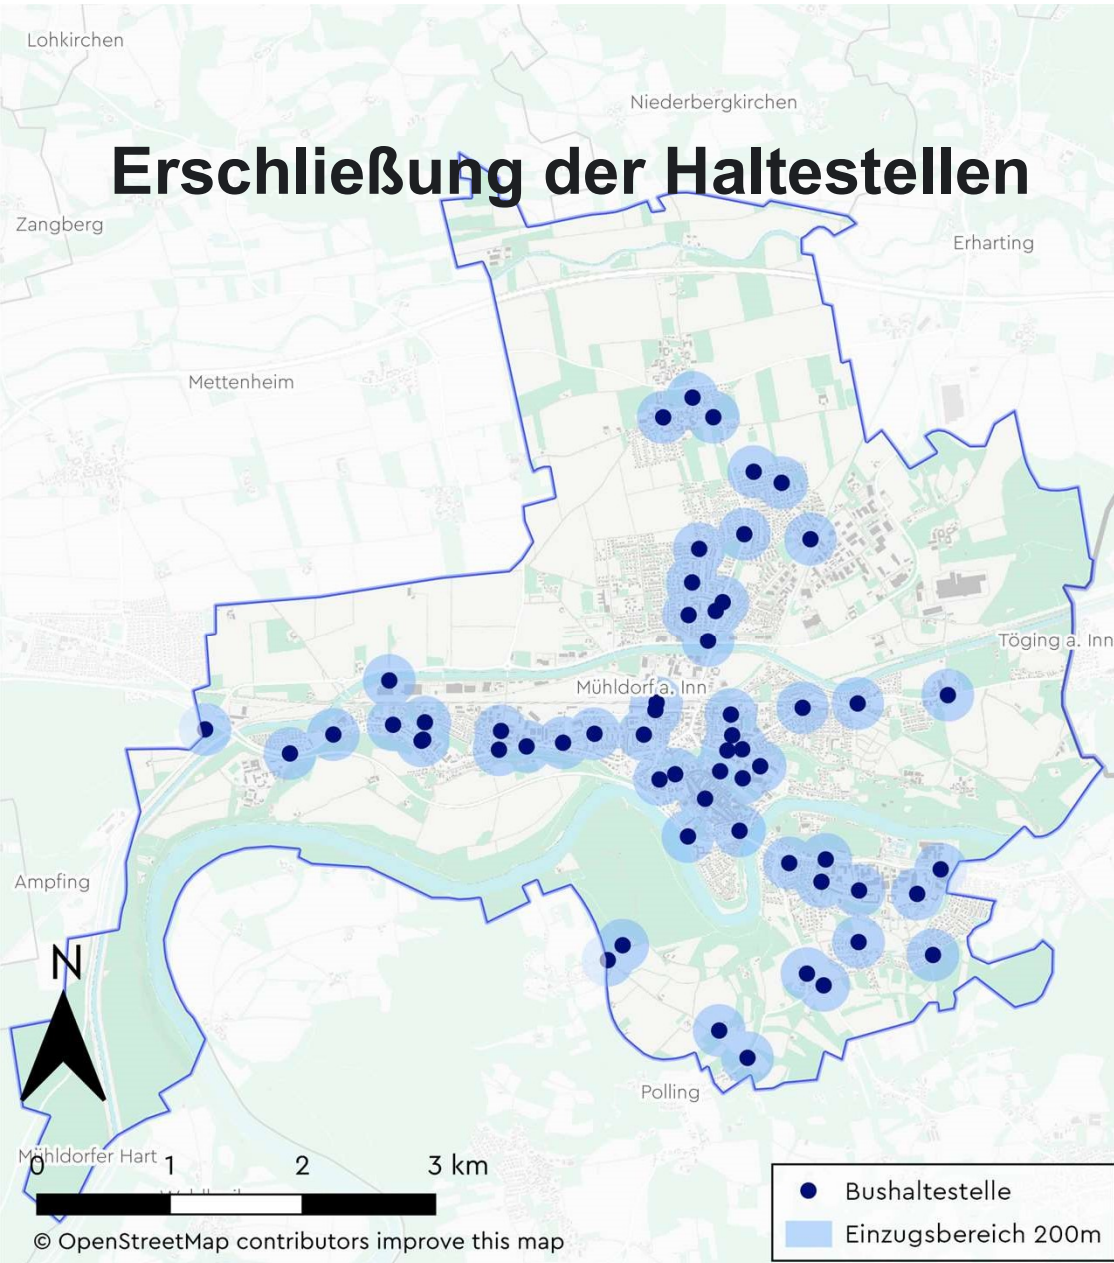 Lohkirchen
Niederbergkirchen
Erschließung der Haltestellen
Zangberg
Erharting
Mettenheim
Töging a. Inn
Mühldorf a. Inn
Ampfing
N
Polling
Mühldorfer Hart
0 1 2 3 km
Bushaltestelle
Einzugsbereich 200m
© OpenStreetMap contributors improve this map